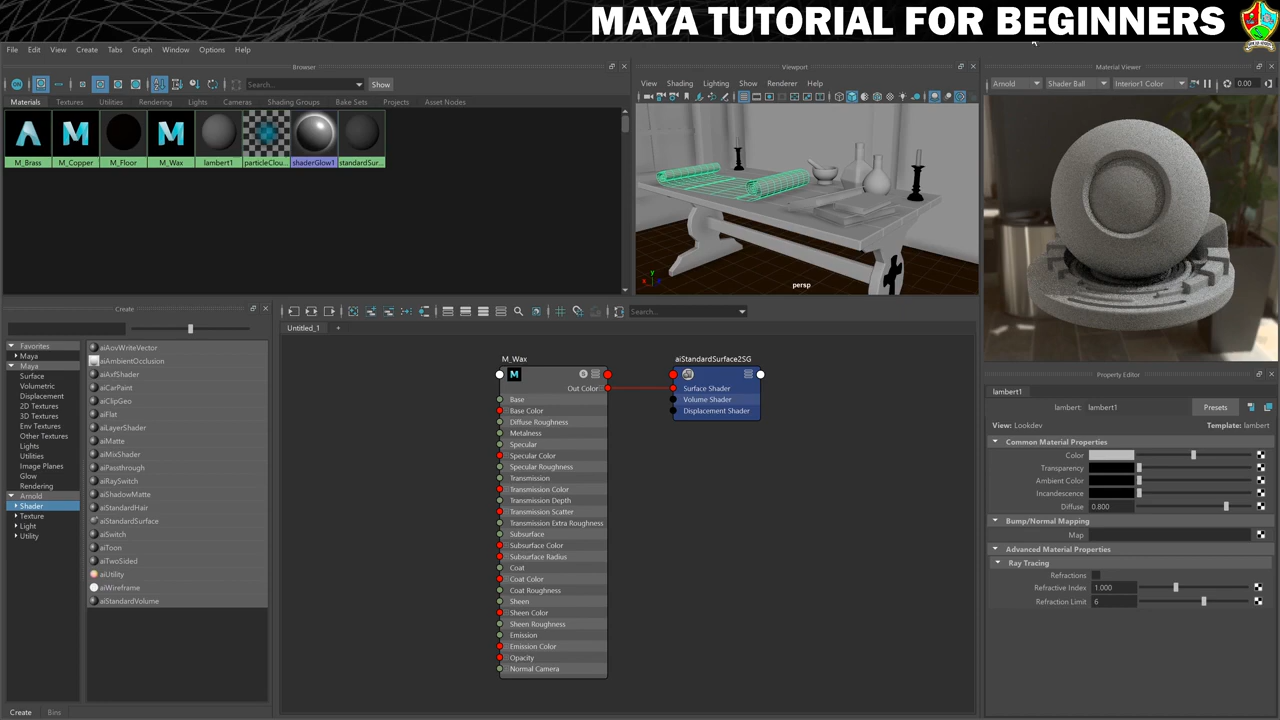 MAYA TUTORIAL FOR BEGINNERS
File Edit View Create Tabs Graph Window Options Help
Browser
Search...
Show
Materials Textures Utilities Rendering Lights Cameras Shading Groups Bake Sets Projects Asset Nodes
M_Brass M_Copper M_Floor M_Wax lambert1 particleClou... shaderGlow1 standardSur...
Viewport
View Shading Lighting Show Renderer Help
persp
Material Viewer
Arnold Shader Ball Interior1 Color 0.00
Create
Favorites
Maya
Maya
Surface
Volumetric
Displacement
2D Textures
3D Textures
Env Textures
Other Textures
Lights
Utilities
Image Planes
Glow
Rendering
Arnold
Shader
Texture
Light
Utility
aiAovWriteVector
aiAmbientOcclusion
aiAxfShader
aiCarPaint
aiClipGeo
aiFlat
aiLayerShader
aiMatte
aiMixShader
aiPassthrough
aiRaySwitch
aiShadowMatte
aiStandardHair
aiStandardSurface
aiSwitch
aiToon
aiTwoSided
aiUtility
aiWireframe
aiStandardVolume
Create Bins
Search...
Untitled_1 +
M_Wax
Out Color
Base
Base Color
Diffuse Roughness
Metalness
Specular
Specular Color
Specular Roughness
Transmission
Transmission Color
Transmission Depth
Transmission Scatter
Transmission Extra Roughness
Subsurface
Subsurface Color
Subsurface Radius
Coat
Coat Color
Coat Roughness
Sheen
Sheen Color
Sheen Roughness
Emission
Emission Color
Opacity
Normal Camera
aiStandardSurface2SG
Surface Shader
Volume Shader
Displacement Shader
Property Editor
lambert1
lambert: lambert1 Presets
View: Lookdev Template: lambert
Common Material Properties
Color
Transparency
Ambient Color
Incandescence
Diffuse 0.800
Bump/Normal Mapping
Map
Advanced Material Properties
Ray Tracing
Refractions
Refractive Index 1.000
Refraction Limit 6